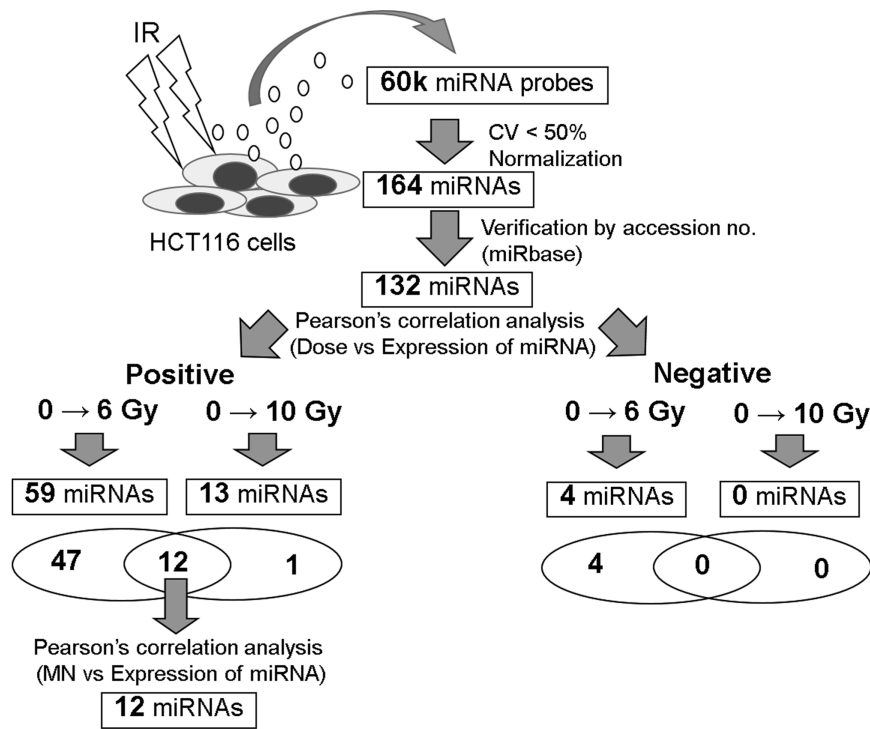 IR
60k miRNA probes
CV < 50%
Normalization
164 miRNAs
HCT116 cells
Verification by accession no.
(miRbase)
132 miRNAs
Pearson's correlation analysis
(Dose vs Expression of miRNA)
Positive
0 → 6 Gy
0 → 10 Gy
59 miRNAs
13 miRNAs
47
12
1
Pearson's correlation analysis
(MN vs Expression of miRNA)
12 miRNAs
Negative
0 → 6 Gy
0 → 10 Gy
4 miRNAs
0 miRNAs
4
0
0